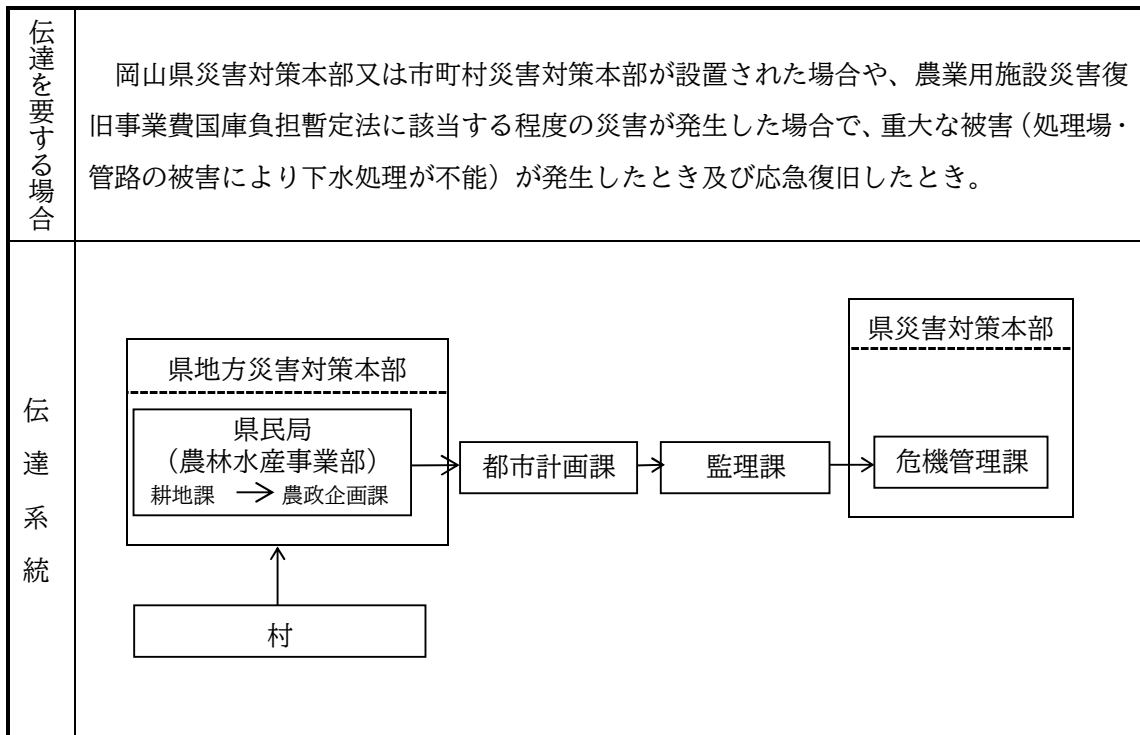 伝達を要する場合
岡山県災害対策本部又は市町村災害対策本部が設置された場合や、農業用施設災害復
旧事業費国庫負担暫定法に該当する程度の災害が発生した場合で、重大な被害（処理場・
管路の被害により下水処理が不能）が発生したとき及び応急復旧したとき。
伝達系統
県災害対策本部
県地方災害対策本部
県民局
（農林水産事業部）
耕地課
農政企画課
都市計画課
監理課
危機管理課
村